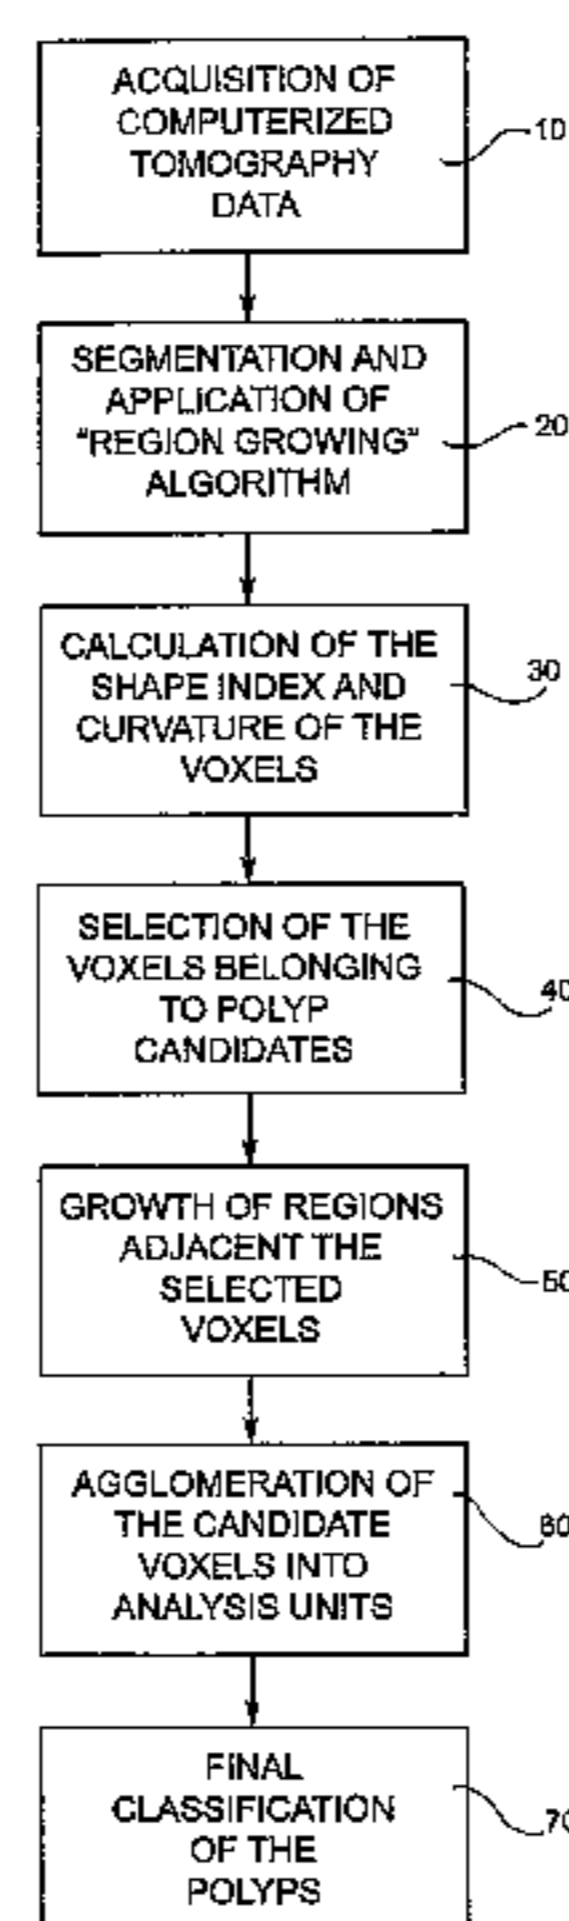 ACQUISITION OF
COMPUTERIZED
TOMOGRAPHY
DATA
10
SEGMENTATION AND
APPLICATION OF
"REGION GROWING"
ALGORITHM
20
CALCULATION OF THE
SHAPE INDEX AND
CURVATURE OF THE
VOXELS
30
SELECTION OF THE
VOXELS BELONGING
TO POLYP
CANDIDATES
40
GROWTH OF REGIONS
ADJACENT THE
SELECTED
VOXELS
50
AGGLOMERATION OF
THE CANDIDATE
VOXELS INTO
ANALYSIS UNITS
60
FINAL
CLASSIFICATION
OF THE
POLYPS
70